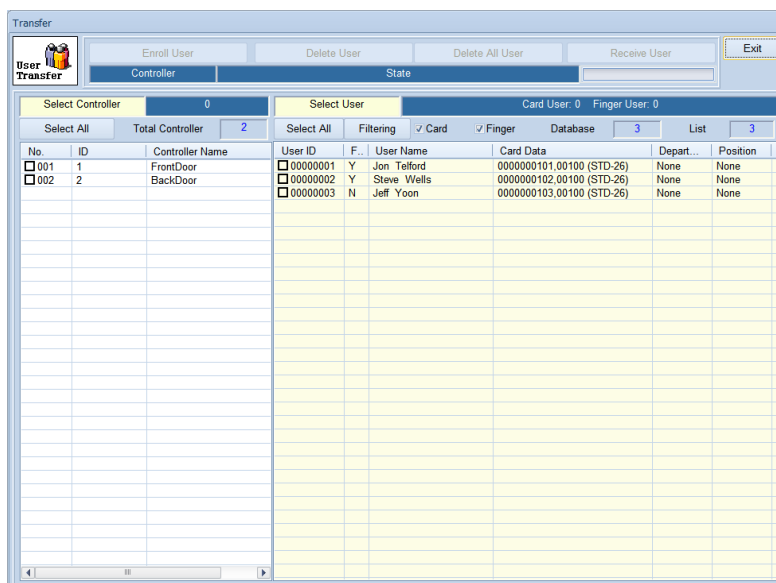 Transfer
User Transfer
Enroll User Delete User Delete All User Receive User Exit
Controller State
Select Controller 0 Select User Card User: 0 Finger User: 0
Select All Total Controller 2 Select All Filtering Card Finger Database 3 List 3
No. ID Controller Name User ID F.. User Name Card Data Depart... Position
001 1 FrontDoor 00000001 Y Jon Telford 0000000101,00100 (STD-26) None None
002 2 BackDoor 00000002 Y Steve Wells 0000000102,00100 (STD-26) None None
00000003 N Jeff Yoon 0000000103,00100 (STD-26) None None